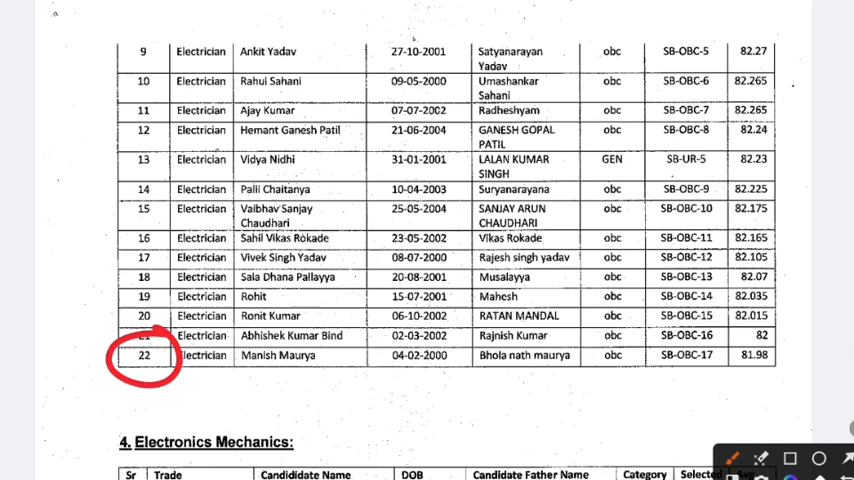 9 Electrician Ankit Yadav 27-10-2001 Satyanarayan Yadav obc SB-OBC-5 82.27
10 Electrician Rahul Sahani 09-05-2000 Umashankar Sahani obc SB-OBC-6 82.265
11 Electrician Ajay Kumar 07-07-2002 Radheshyam obc SB-OBC-7 82.265
12 Electrician Hemant Ganesh Patil 21-06-2004 GANESH GOPAL PATIL obc SB-OBC-8 82.24
13 Electrician Vidya Nidhi 31-01-2001 LALAN KUMAR SINGH GEN SB-UR-5 82.23
14 Electrician Palli Chaitanya 10-04-2003 Suryanarayana obc SB-OBC-9 82.225
15 Electrician Vaibhav Sanjay Chaudhari 25-05-2004 SANJAY ARUN CHAUDHARI obc SB-OBC-10 82.175
16 Electrician Sahil Vikas Rokade 23-05-2002 Vikas Rokade obc SB-OBC-11 82.165
17 Electrician Vivek Singh Yadav 08-07-2000 Rajesh singh yadav obc SB-OBC-12 82.105
18 Electrician Sala Dhana Pallayya 20-08-2001 Musalayya obc SB-OBC-13 82.07
19 Electrician Rohit 15-07-2001 Mahesh obc SB-OBC-14 82.035
20 Electrician Ronit Kumar 06-10-2002 RATAN MANDAL obc SB-OBC-15 82.015
21 Electrician Abhishek Kumar Bind 02-03-2002 Rajnish Kumar obc SB-OBC-16 82
22 Electrician Manish Maurya 04-02-2000 Bhola nath maurya obc SB-OBC-17 81.98
4. Electronics Mechanics:
Sr Trade Candididate Name DOB Candidate Father Name Category Selected